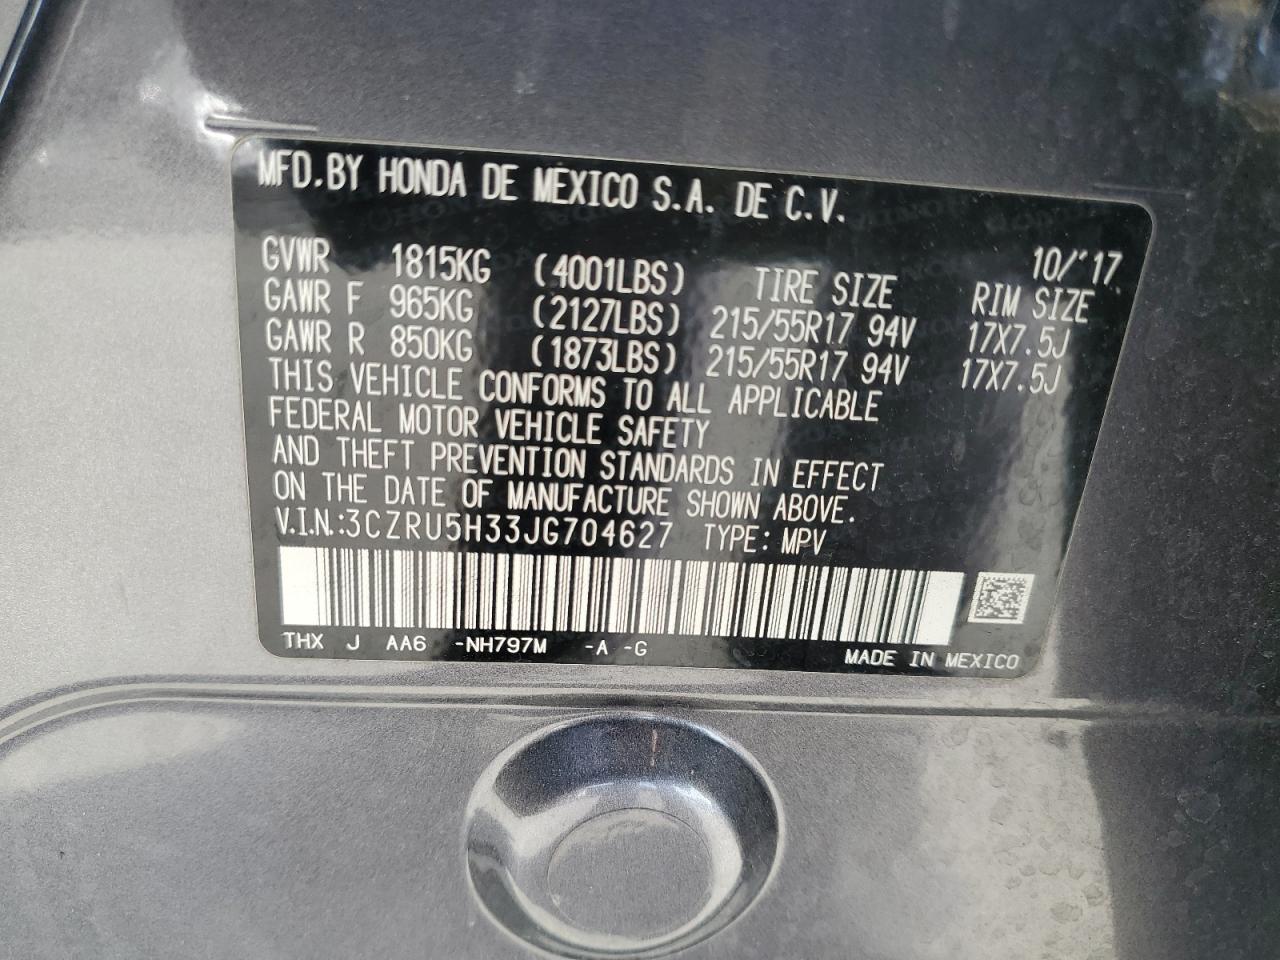 MFD.BY HONDA DE MEXICO S.A. DE C.V.
10/'17
GVWR 1815KG (4001LBS) TIRE SIZE RIM SIZE
GAWR F 965KG (2127LBS) 215/55R17 94V 17X7.5J
GAWR R 850KG (1873LBS) 215/55R17 94V 17X7.5J
THIS VEHICLE CONFORMS TO ALL APPLICABLE
FEDERAL MOTOR VEHICLE SAFETY
AND THEFT PREVENTION STANDARDS IN EFFECT
ON THE DATE OF MANUFACTURE SHOWN ABOVE.
V.I.N.:3CZRU5H33JG704627 TYPE: MPV
THX J AA6 -NH797M -A -G
MADE IN MEXICO